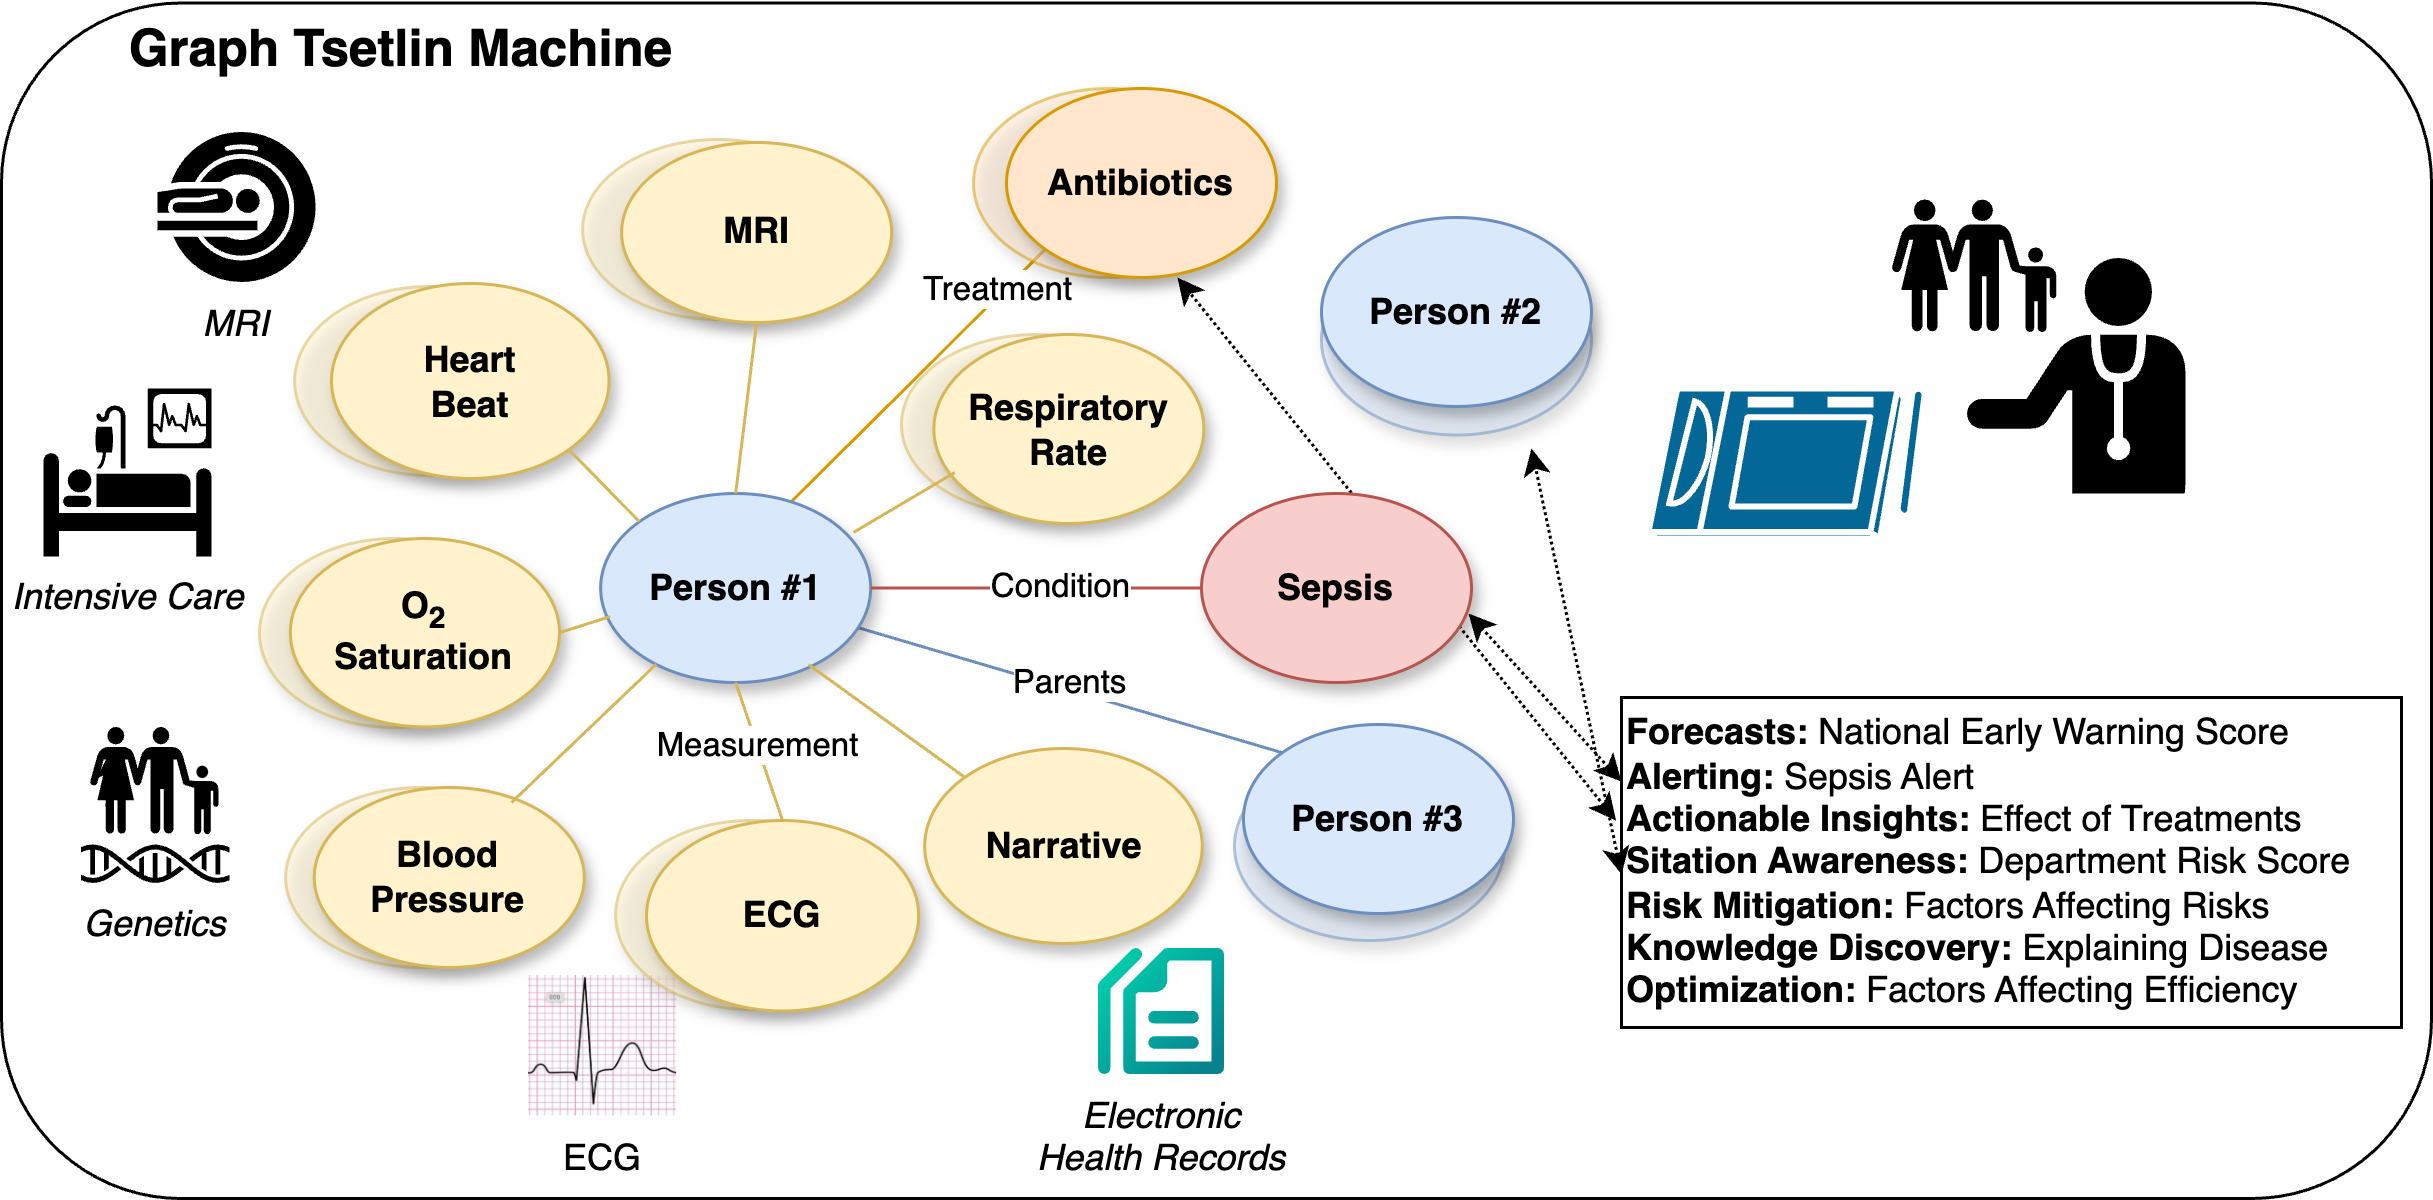 Graph Tsetlin Machine
MRI
Intensive Care
Genetics
Heart
Beat
MRI
Antibiotics
Treatment
Respiratory
Rate
Person #2
O2
Saturation
Person #1
Condition
Sepsis
Parents
Measurement
Blood
Pressure
ECG
Narrative
Person #3
ECG
Electronic
Health Records
Forecasts: National Early Warning Score
Alerting: Sepsis Alert
Actionable Insights: Effect of Treatments
Sitation Awareness: Department Risk Score
Risk Mitigation: Factors Affecting Risks
Knowledge Discovery: Explaining Disease
Optimization: Factors Affecting Efficiency